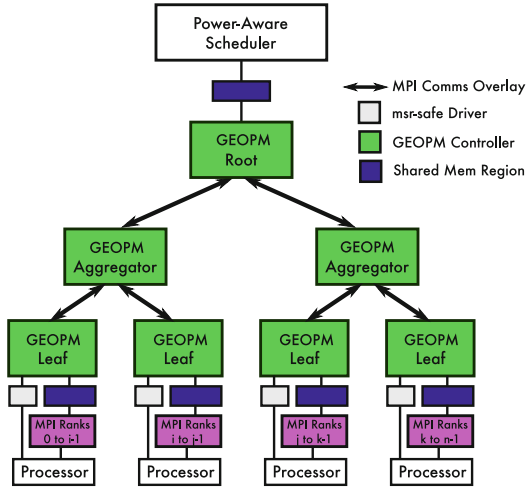 Power-Aware
Scheduler
MPI Comms Overlay
msr-safe Driver
GEOPM Controller
Shared Mem Region
GEOPM
Root
GEOPM
Aggregator
GEOPM
Aggregator
GEOPM
Leaf
GEOPM
Leaf
GEOPM
Leaf
GEOPM
Leaf
MPI Ranks
0 to i-1
MPI Ranks
i to j-1
MPI Ranks
j to k-1
MPI Ranks
k to n-1
Processor
Processor
Processor
Processor